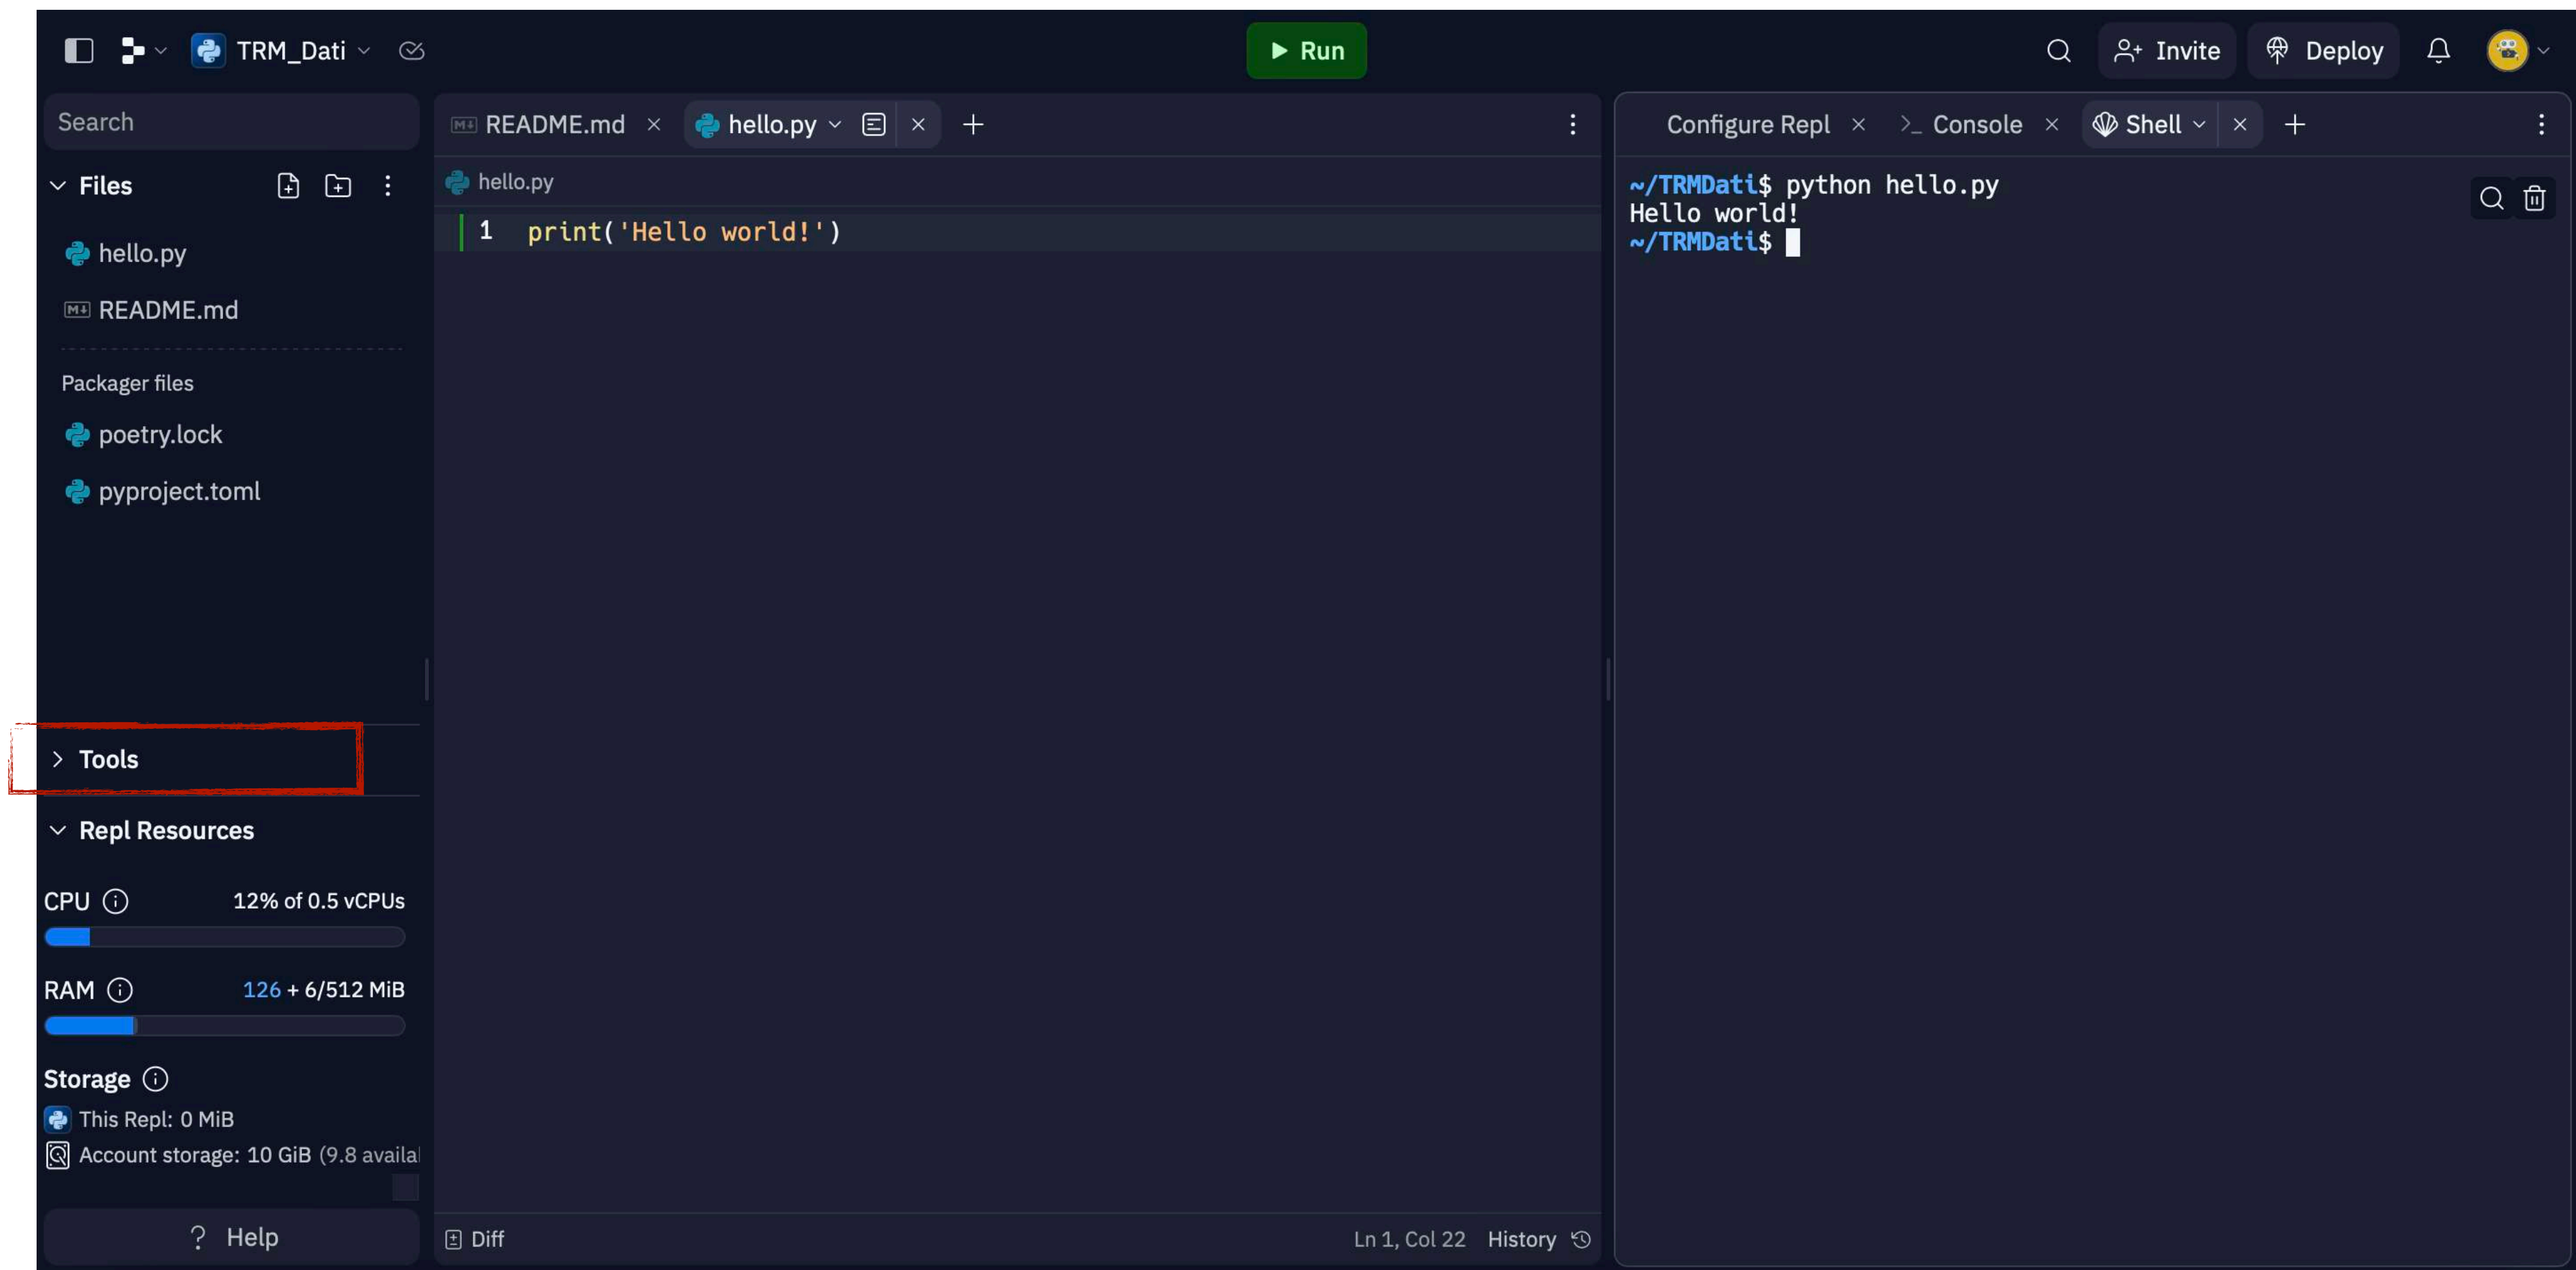 TRM_Dati
Run
Invite
Deploy
Search
Files
hello.py
README.md
Packager files
poetry.lock
pyproject.toml
Tools
Repl Resources
CPU 12% of 0.5 vCPUs
RAM 126 + 6/512 MiB
Storage
This Repl: 0 MiB
Account storage: 10 GiB (9.8 availal
? Help
README.md hello.py
hello.py
1 print('Hello world!')
Diff Ln 1, Col 22 History
Configure Repl >_ Console Shell
~/TRMDati$ python hello.py
Hello world!
~/TRMDati$